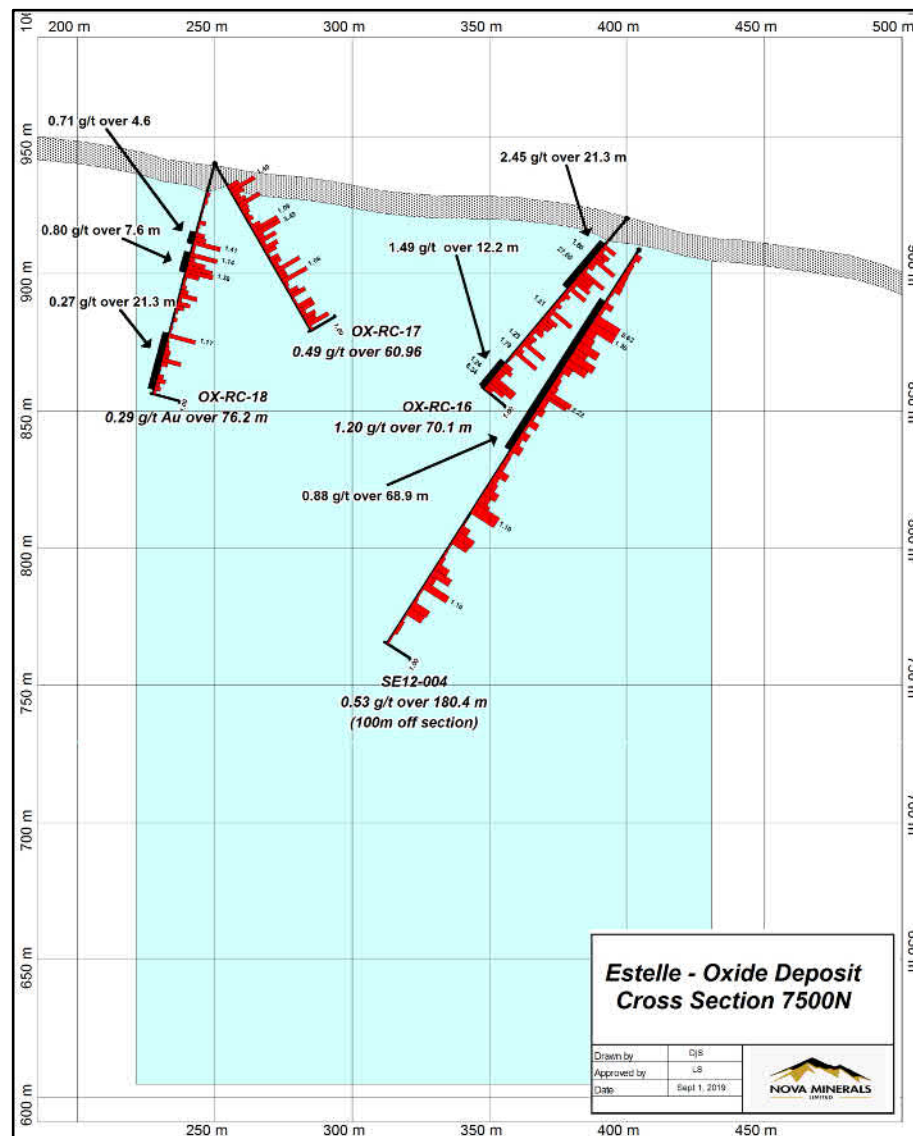 200 m
250 m
300 m
350 m
400 m
450 m
500 m
950 m
900 m
850 m
800 m
750 m
700 m
650 m
600 m
0.71 g/t over 4.6
0.80 g/t over 7.6 m
0.27 g/t over 21.3 m
2.45 g/t over 21.3 m
1.49 g/t over 12.2 m
OX-RC-17
0.49 g/t over 60.96
OX-RC-18
0.29 g/t Au over 76.2 m
OX-RC-16
1.20 g/t over 70.1 m
0.88 g/t over 68.9 m
SE12-004
0.53 g/t over 180.4 m
(100m off section)
Estelle - Oxide Deposit
Cross Section 7500N
Drawn by DjS
Approved by LS
Date Sept 1, 2019
NOVA MINERALS
LIMITED
250 m
300 m
350 m
400 m
450 m